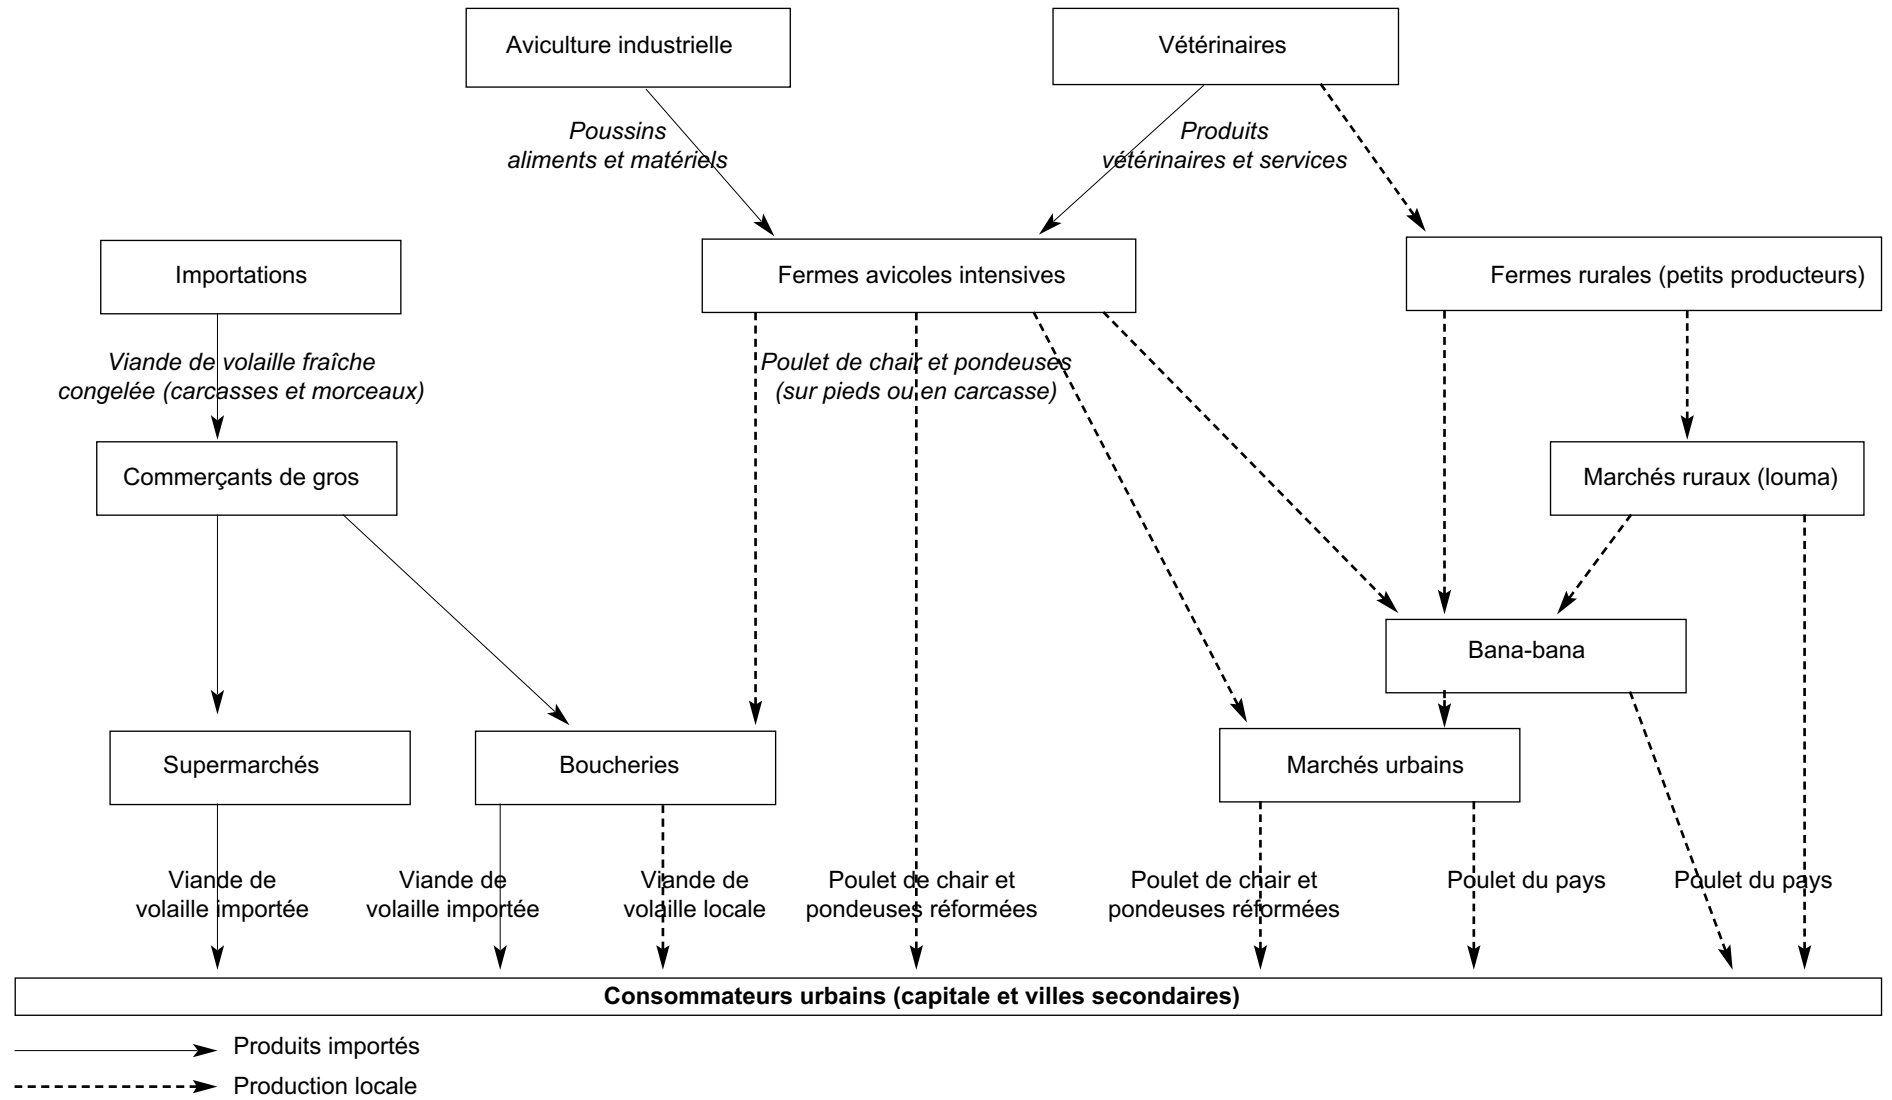 Aviculture industrielle
Vétérinaires
Poussins
aliments et matériels
Produits
vétérinaires et services
Importations
Fermes avicoles intensives
Fermes rurales (petits producteurs)
Viande de volaille fraîche
congelée (carcasses et morceaux)
Poulet de chair et pondeuses
(sur pieds ou en carcasse)
Commerçants de gros
Marchés ruraux (louma)
Bana-bana
Supermarchés
Boucheries
Marchés urbains
Viande de
volaille importée
Viande de
volaille importée
Viande de
volaille locale
Poulet de chair et
pondeuses réformées
Poulet de chair et
pondeuses réformées
Poulet du pays
Poulet du pays
Consommateurs urbains (capitale et villes secondaires)
Produits importés
Production locale